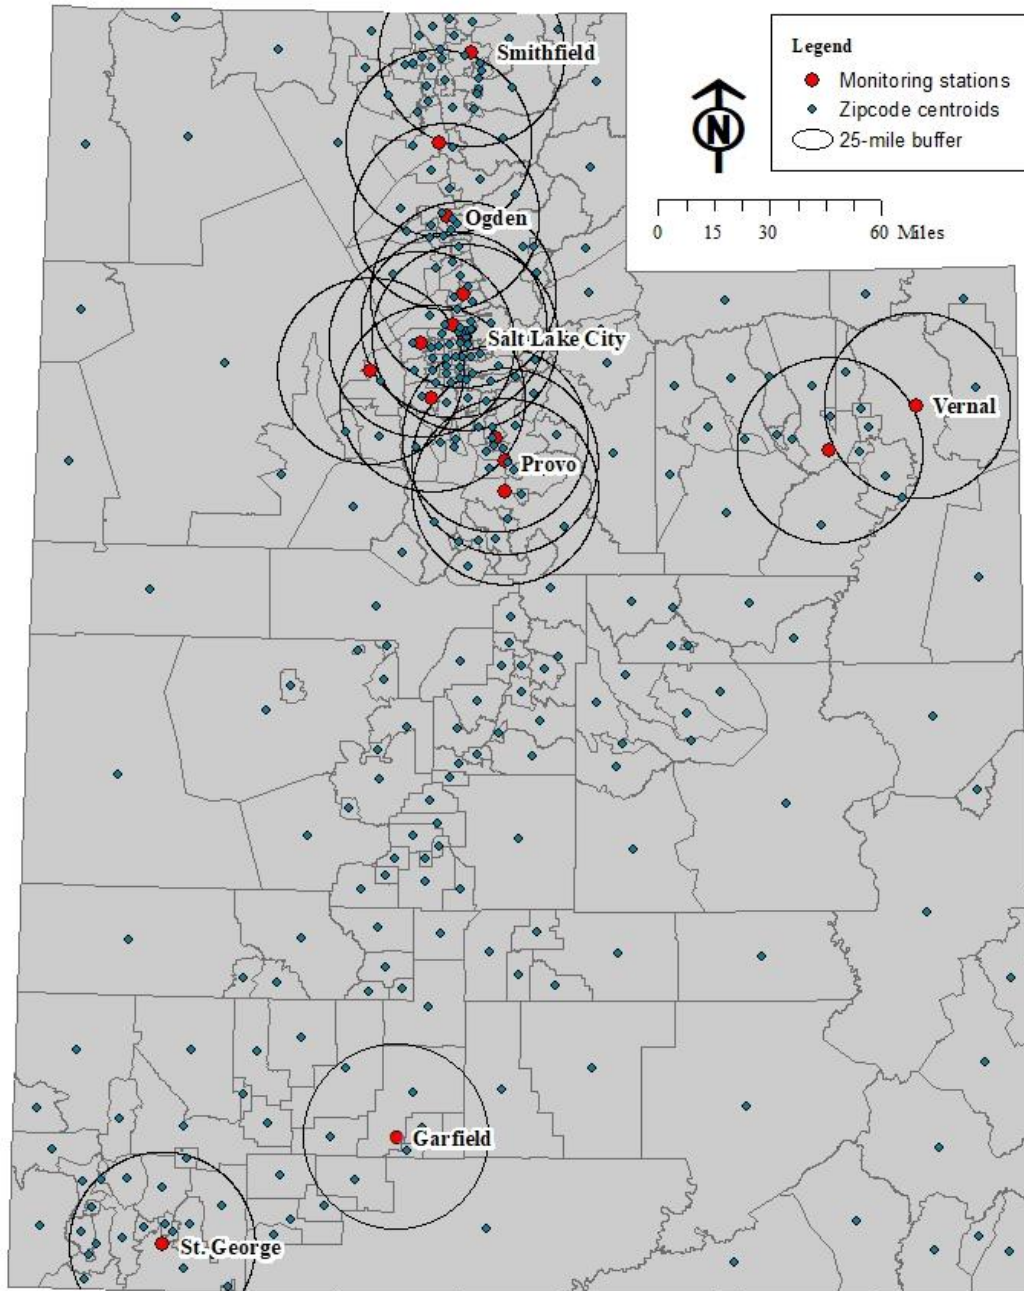 Smithfield
Legend
Monitoring stations
Zipcode centroids
25-mile buffer
N
0 15 30 60 Miles
Ogden
Salt Lake City
Vernal
Provo
Garfield
St. George